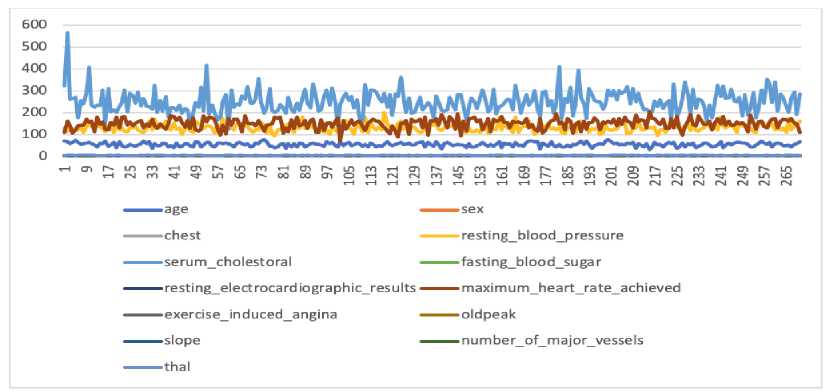 600
500
400
300
200
100
0
1 9 17 25 33 41 49 57 65 73 81 89 97 105 113 121 129 137 145 153 161 169 177 185 193 201 209 217 225 233 241 249 257 265
age sex
chest resting_blood_pressure
serum_cholestoral fasting_blood_sugar
resting_electrocardiographic_results maximum_heart_rate_achieved
exercise_induced_angina oldpeak
slope number_of_major_vessels
thal